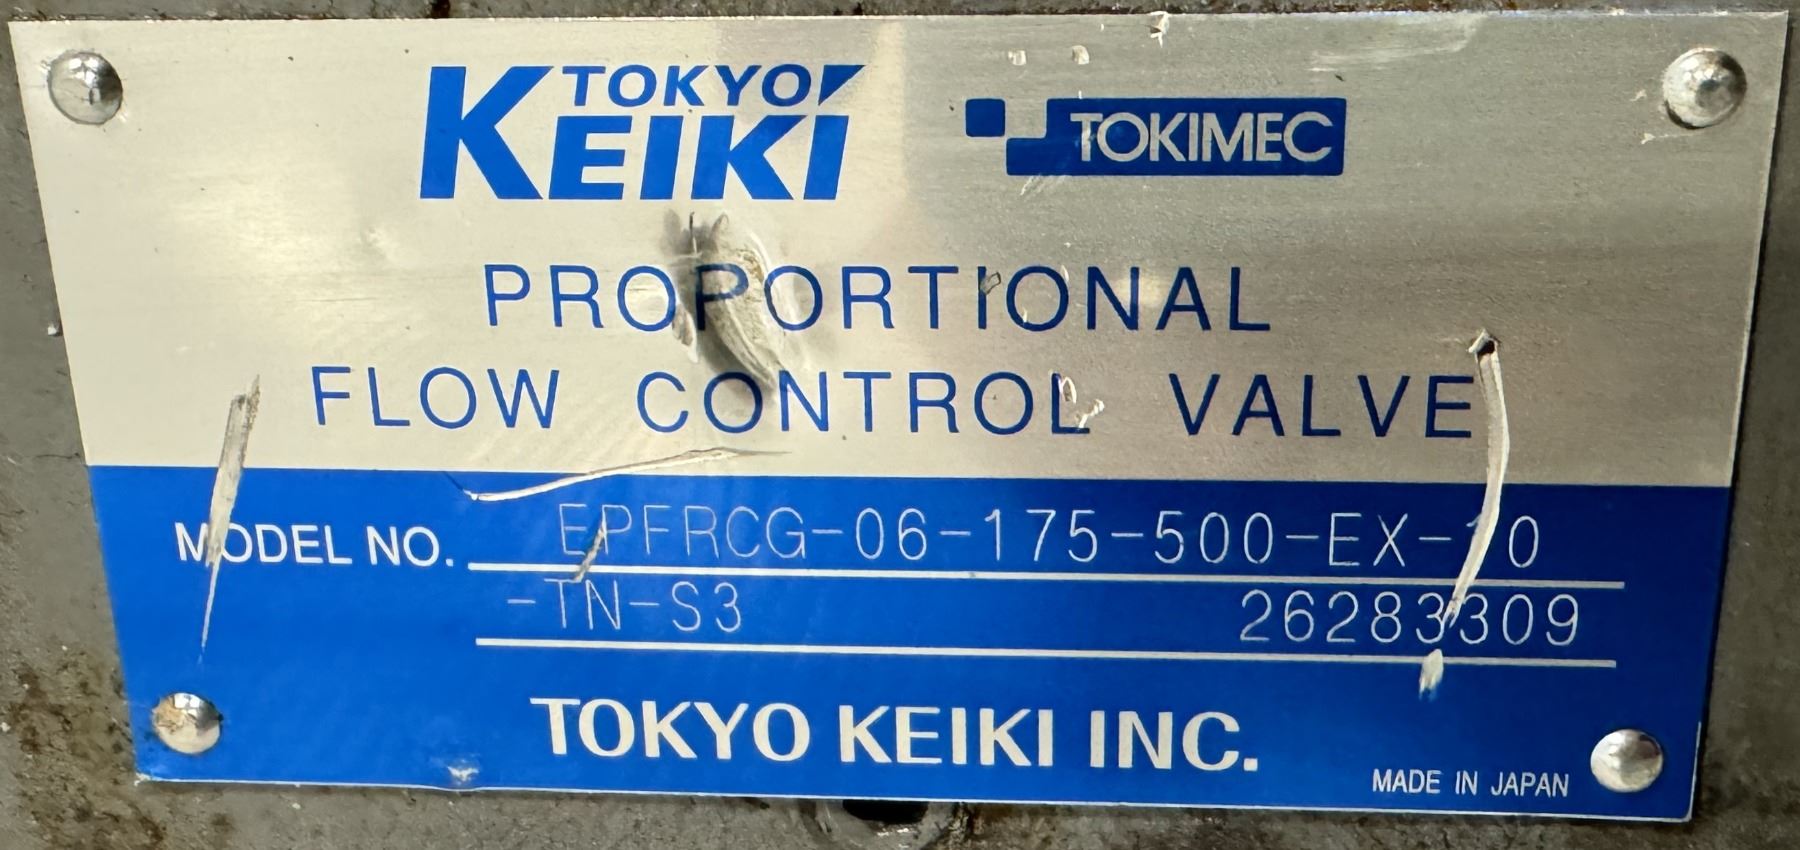 TOKYO KEIKI TOKIMEC
PROPORTIONAL
FLOW CONTROL VALVE
MODEL NO. EPFRCG-06-175-500-EX-10
-TN-S3 26283309
TOKYO KEIKI INC.
MADE IN JAPAN